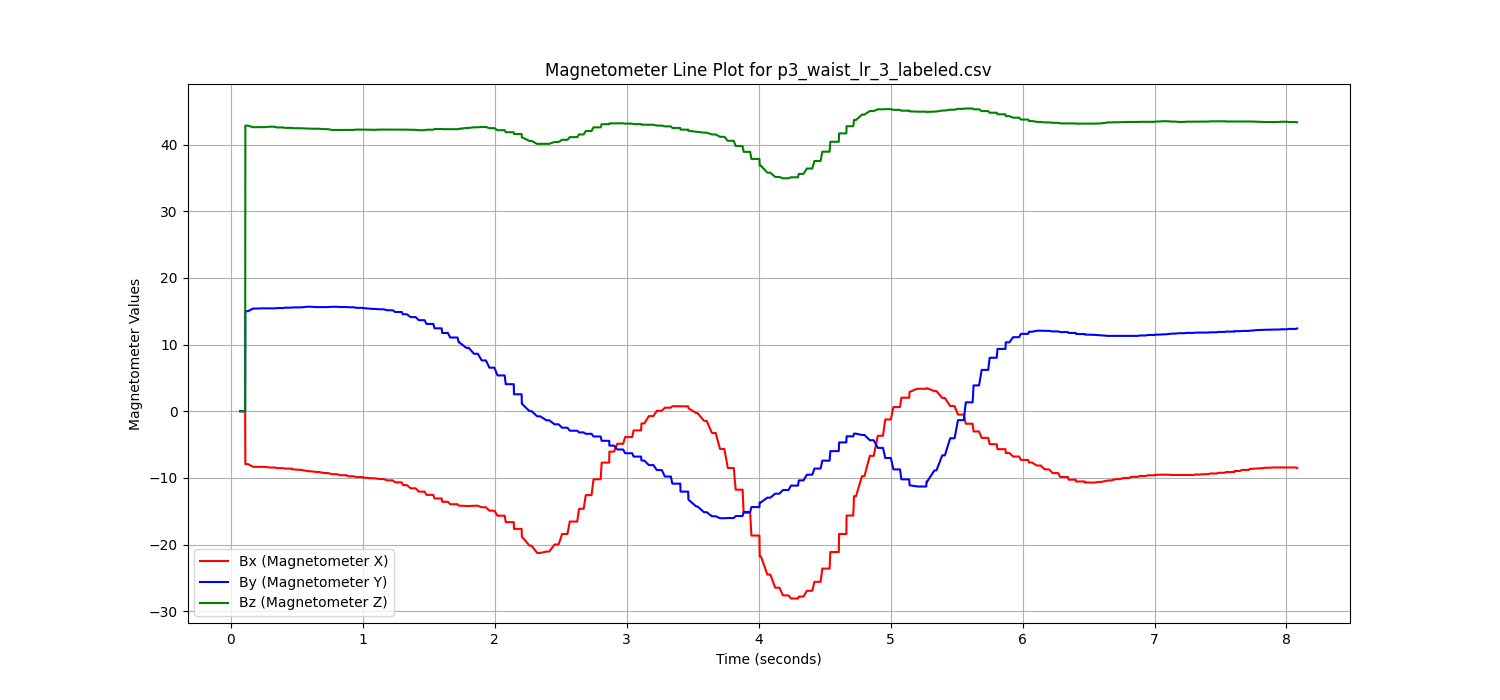 Magnetometer Line Plot for p3_waist_lr_3_labeled.csv
Magnetometer Values
40
30
20
10
0
−10
−20
−30
Bx (Magnetometer X)
By (Magnetometer Y)
Bz (Magnetometer Z)
0 1 2 3 4 5 6 7 8
Time (seconds)